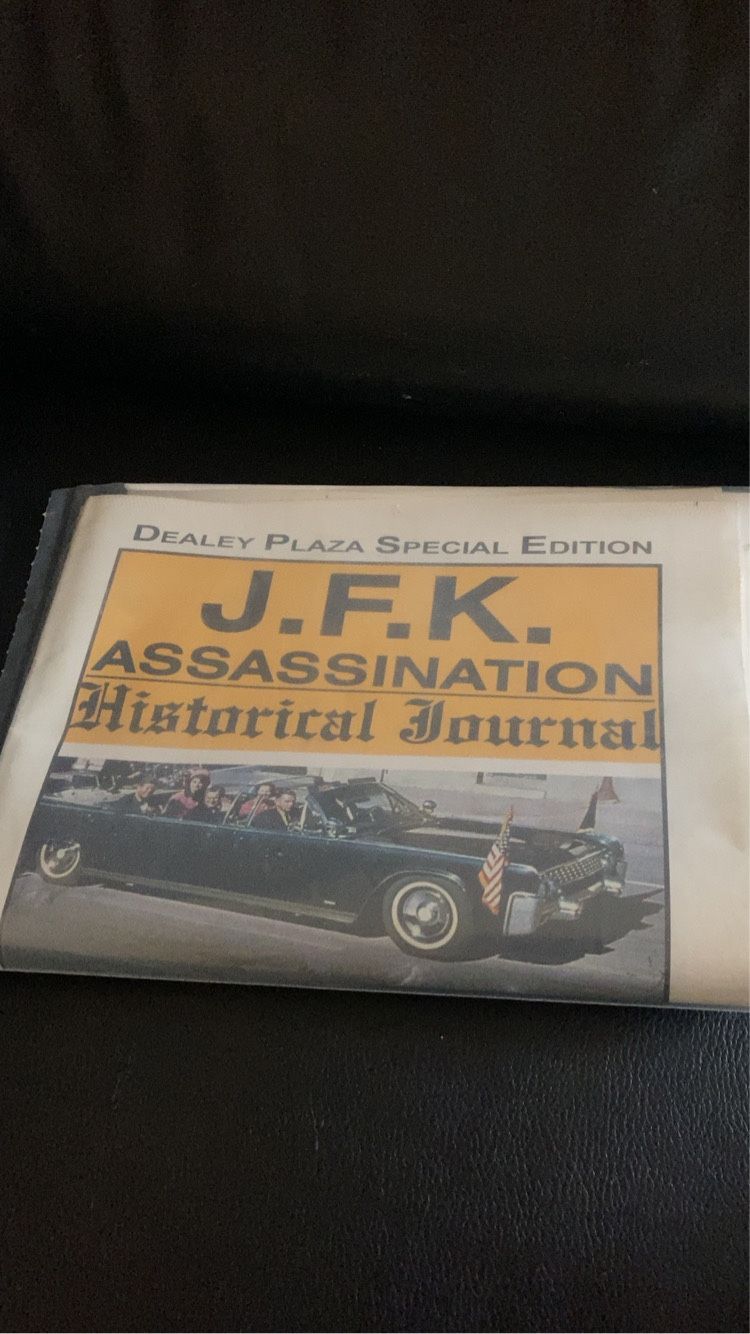 DEALEY PLAZA SPECIAL EDITION
J.F.K.
ASSASSINATION
Historical Journal